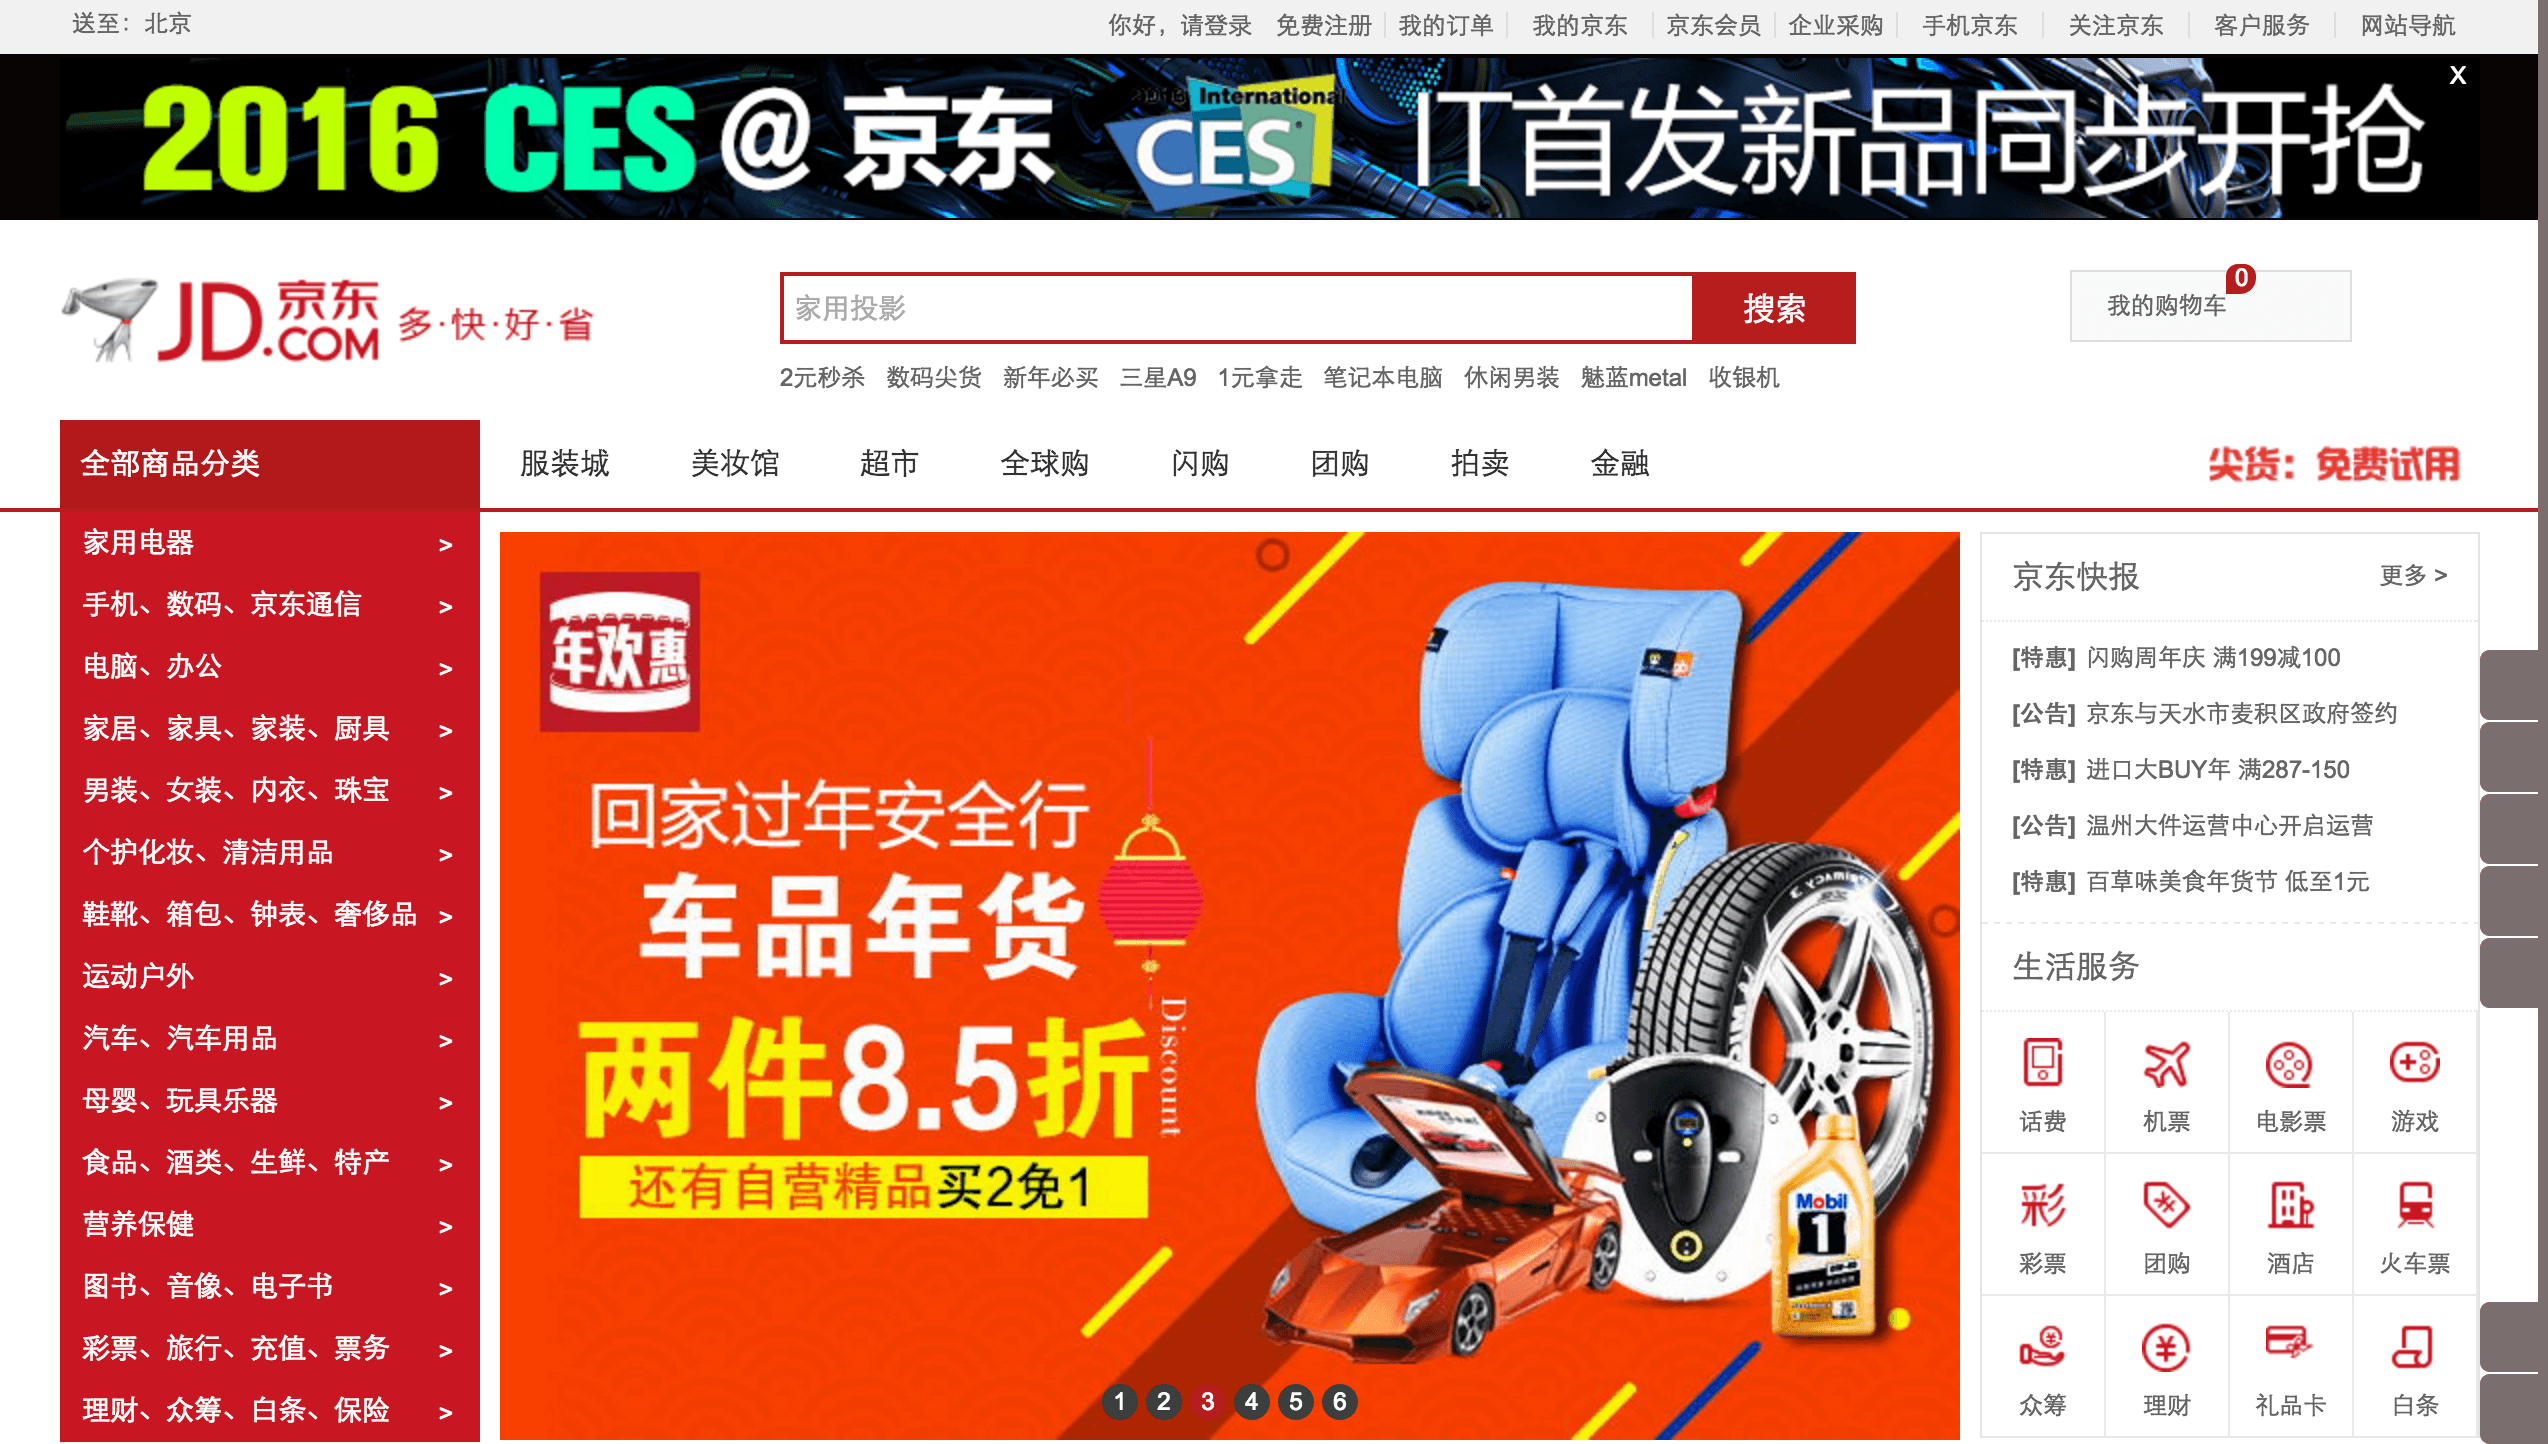 送至：北京
你好，请登录 免费注册 我的订单 我的京东 京东会员 企业采购 手机京东 关注京东 客户服务 网站导航
2016 CES @ 京东 International CES IT首发新品同步开抢
X
JD.COM 京东 多·快·好·省
家用投影 搜索
我的购物车 0
2元秒杀 数码尖货 新年必买 三星A9 1元拿走 笔记本电脑 休闲男装 魅蓝metal 收银机
全部商品分类 服装城 美妆馆 超市 全球购 闪购 团购 拍卖 金融 尖货：免费试用
家用电器 >
手机、数码、京东通信 >
电脑、办公 >
家居、家具、家装、厨具 >
男装、女装、内衣、珠宝 >
个护化妆、清洁用品 >
鞋靴、箱包、钟表、奢侈品 >
运动户外 >
汽车、汽车用品 >
母婴、玩具乐器 >
食品、酒类、生鲜、特产 >
营养保健 >
图书、音像、电子书 >
彩票、旅行、充值、票务 >
理财、众筹、白条、保险 >
年欢惠
回家过年安全行
车品年货
两件8.5折
Discount
还有自营精品买2免1
Mobil
1
1 2 3 4 5 6
京东快报 更多 >
[特惠] 闪购周年庆 满199减100
[公告] 京东与天水市麦积区政府签约
[特惠] 进口大BUY年 满287-150
[公告] 温州大件运营中心开启运营
[特惠] 百草味美食年货节 低至1元
生活服务
话费 机票 电影票 游戏
彩
彩票 团购 酒店 火车票
众筹 理财 礼品卡 白条